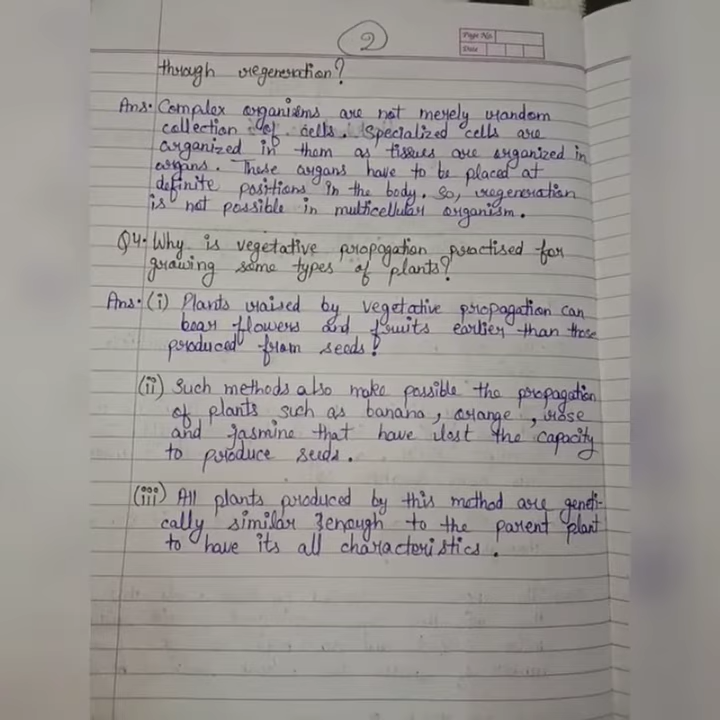 2
Page No.
Date
through regeneration?
Ans. Complex organisms are not merely random
collection of cells. Specialized cells are
organized in them as tissues are organized in
organs. These organs have to be placed at
definite positions in the body. So, regeneration
is not possible in multicellular organism.
Q4. Why is vegetative propagation practised for
growing some types of plants?
Ans. (i) Plants raised by vegetative propagation can
bear flowers and fruits earlier than those
produced from seeds?
(ii) Such methods also make possible the propagation
of plants such as banana, orange, rose
and jasmine that have lost the capacity
to produce seeds.
(iii) All plants produced by this method are geneti-
cally similar enough to the parent plant
to have its all characteristics.